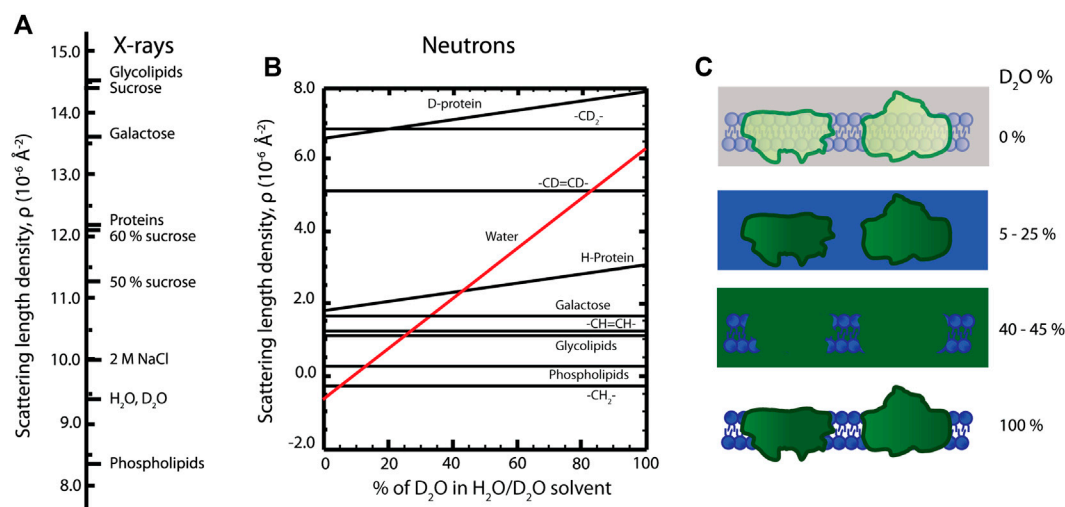 A
X-rays
Scattering length density, ρ (10⁻⁶ Å⁻²)
15.0
Glycolipids
Sucrose
14.0
Galactose
13.0
Proteins
12.0
60 % sucrose
50 % sucrose
11.0
10.0
2 M NaCl
H₂O, D₂O
9.0
Phospholipids
8.0
Neutrons
B
Scattering length density, ρ (10⁻⁶ Å⁻²)
8.0
6.0
4.0
2.0
0.0
-2.0
D-protein
-CD₂-
-CD=CD-
Water
H-Protein
Galactose
-CH=CH-
Glycolipids
Phospholipids
-CH₂-
0 20 40 60 80 100
% of D₂O in H₂O/D₂O solvent
C
D₂O %
0 %
5 - 25 %
40 - 45 %
100 %